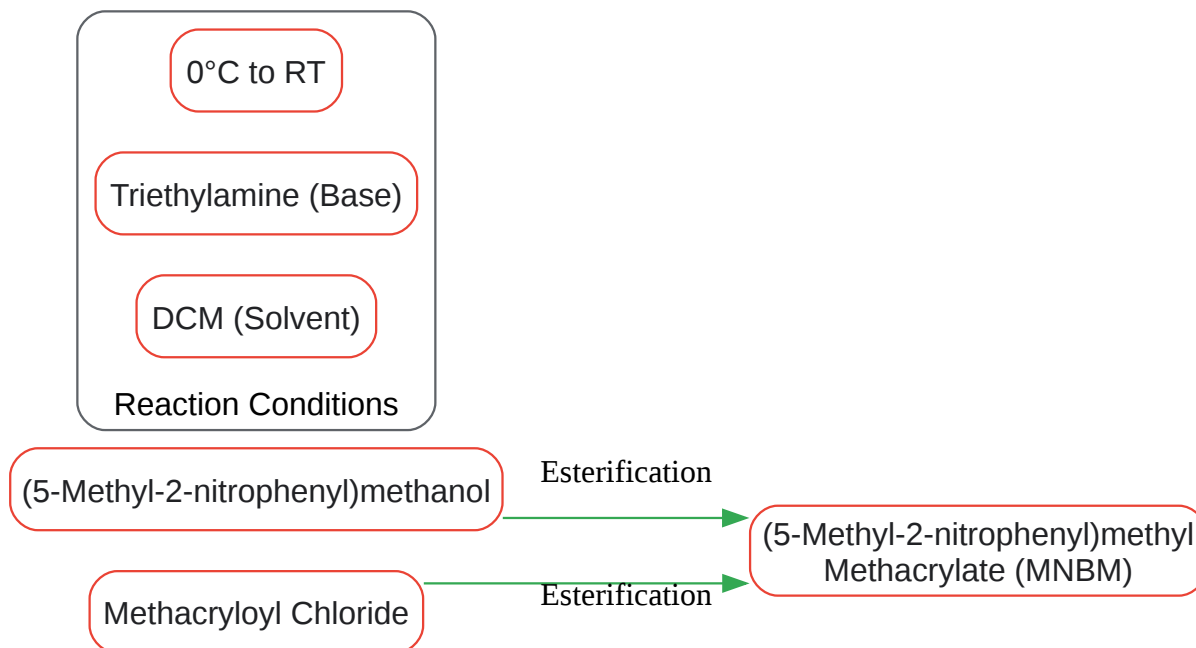 0°C to RT
Triethylamine (Base)
DCM (Solvent)
Reaction Conditions
(5-Methyl-2-nitrophenyl)methanol
Esterification
(5-Methyl-2-nitrophenyl)methyl
Methacrylate (MNBM)
Methacryloyl Chloride
Esterification